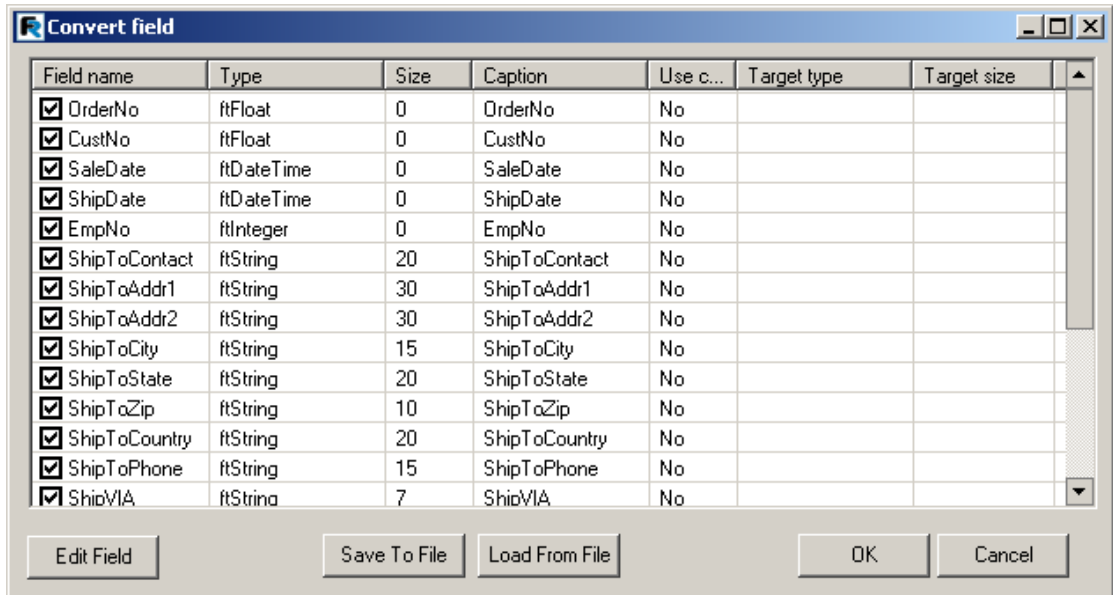 Convert field
Field name Type Size Caption Use c... Target type Target size
OrderNo ftFloat 0 OrderNo No
CustNo ftFloat 0 CustNo No
SaleDate ftDateTime 0 SaleDate No
ShipDate ftDateTime 0 ShipDate No
EmpNo ftInteger 0 EmpNo No
ShipToContact ftString 20 ShipToContact No
ShipToAddr1 ftString 30 ShipToAddr1 No
ShipToAddr2 ftString 30 ShipToAddr2 No
ShipToCity ftString 15 ShipToCity No
ShipToState ftString 20 ShipToState No
ShipToZip ftString 10 ShipToZip No
ShipToCountry ftString 20 ShipToCountry No
ShipToPhone ftString 15 ShipToPhone No
ShipVIA ftString 7 ShipVIA No
Edit Field Save To File Load From File OK Cancel